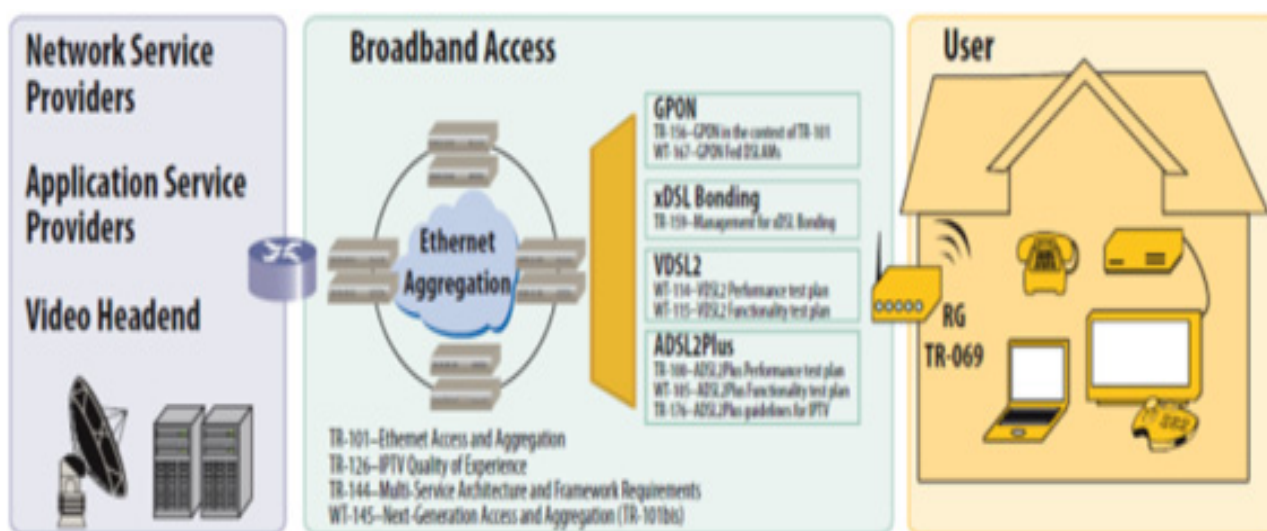 Network Service
Providers
Application Service
Providers
Video Headend
Broadband Access
Ethernet
Aggregation
GPON
TR-156–GPON in the context of TR-101
WT-167–GPON Fed DSLAMs
xDSL Bonding
TR-159–Management for xDSL Bonding
VDSL2
WT-114–VDSL2 Performance test plan
WT-115–VDSL2 Functionality test plan
ADSL2Plus
TR-100–ADSL2Plus Performance test plan
WT-105–ADSL2Plus Functionality test plan
TR-176–ADSL2Plus guidelines for IPTV
TR-101–Ethernet Access and Aggregation
TR-126–IPTV Quality of Experience
TR-144–Multi-Service Architecture and Framework Requirements
WT-145–Next-Generation Access and Aggregation (TR-101bis)
User
RG
TR-069